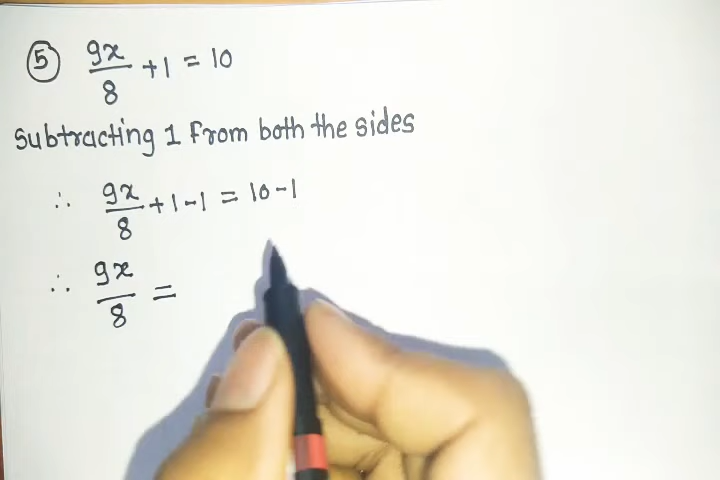 5 9x/8 + 1 = 10
Subtracting 1 from both the sides
∴ 9x/8 + 1 - 1 = 10 - 1
∴ 9x/8 =